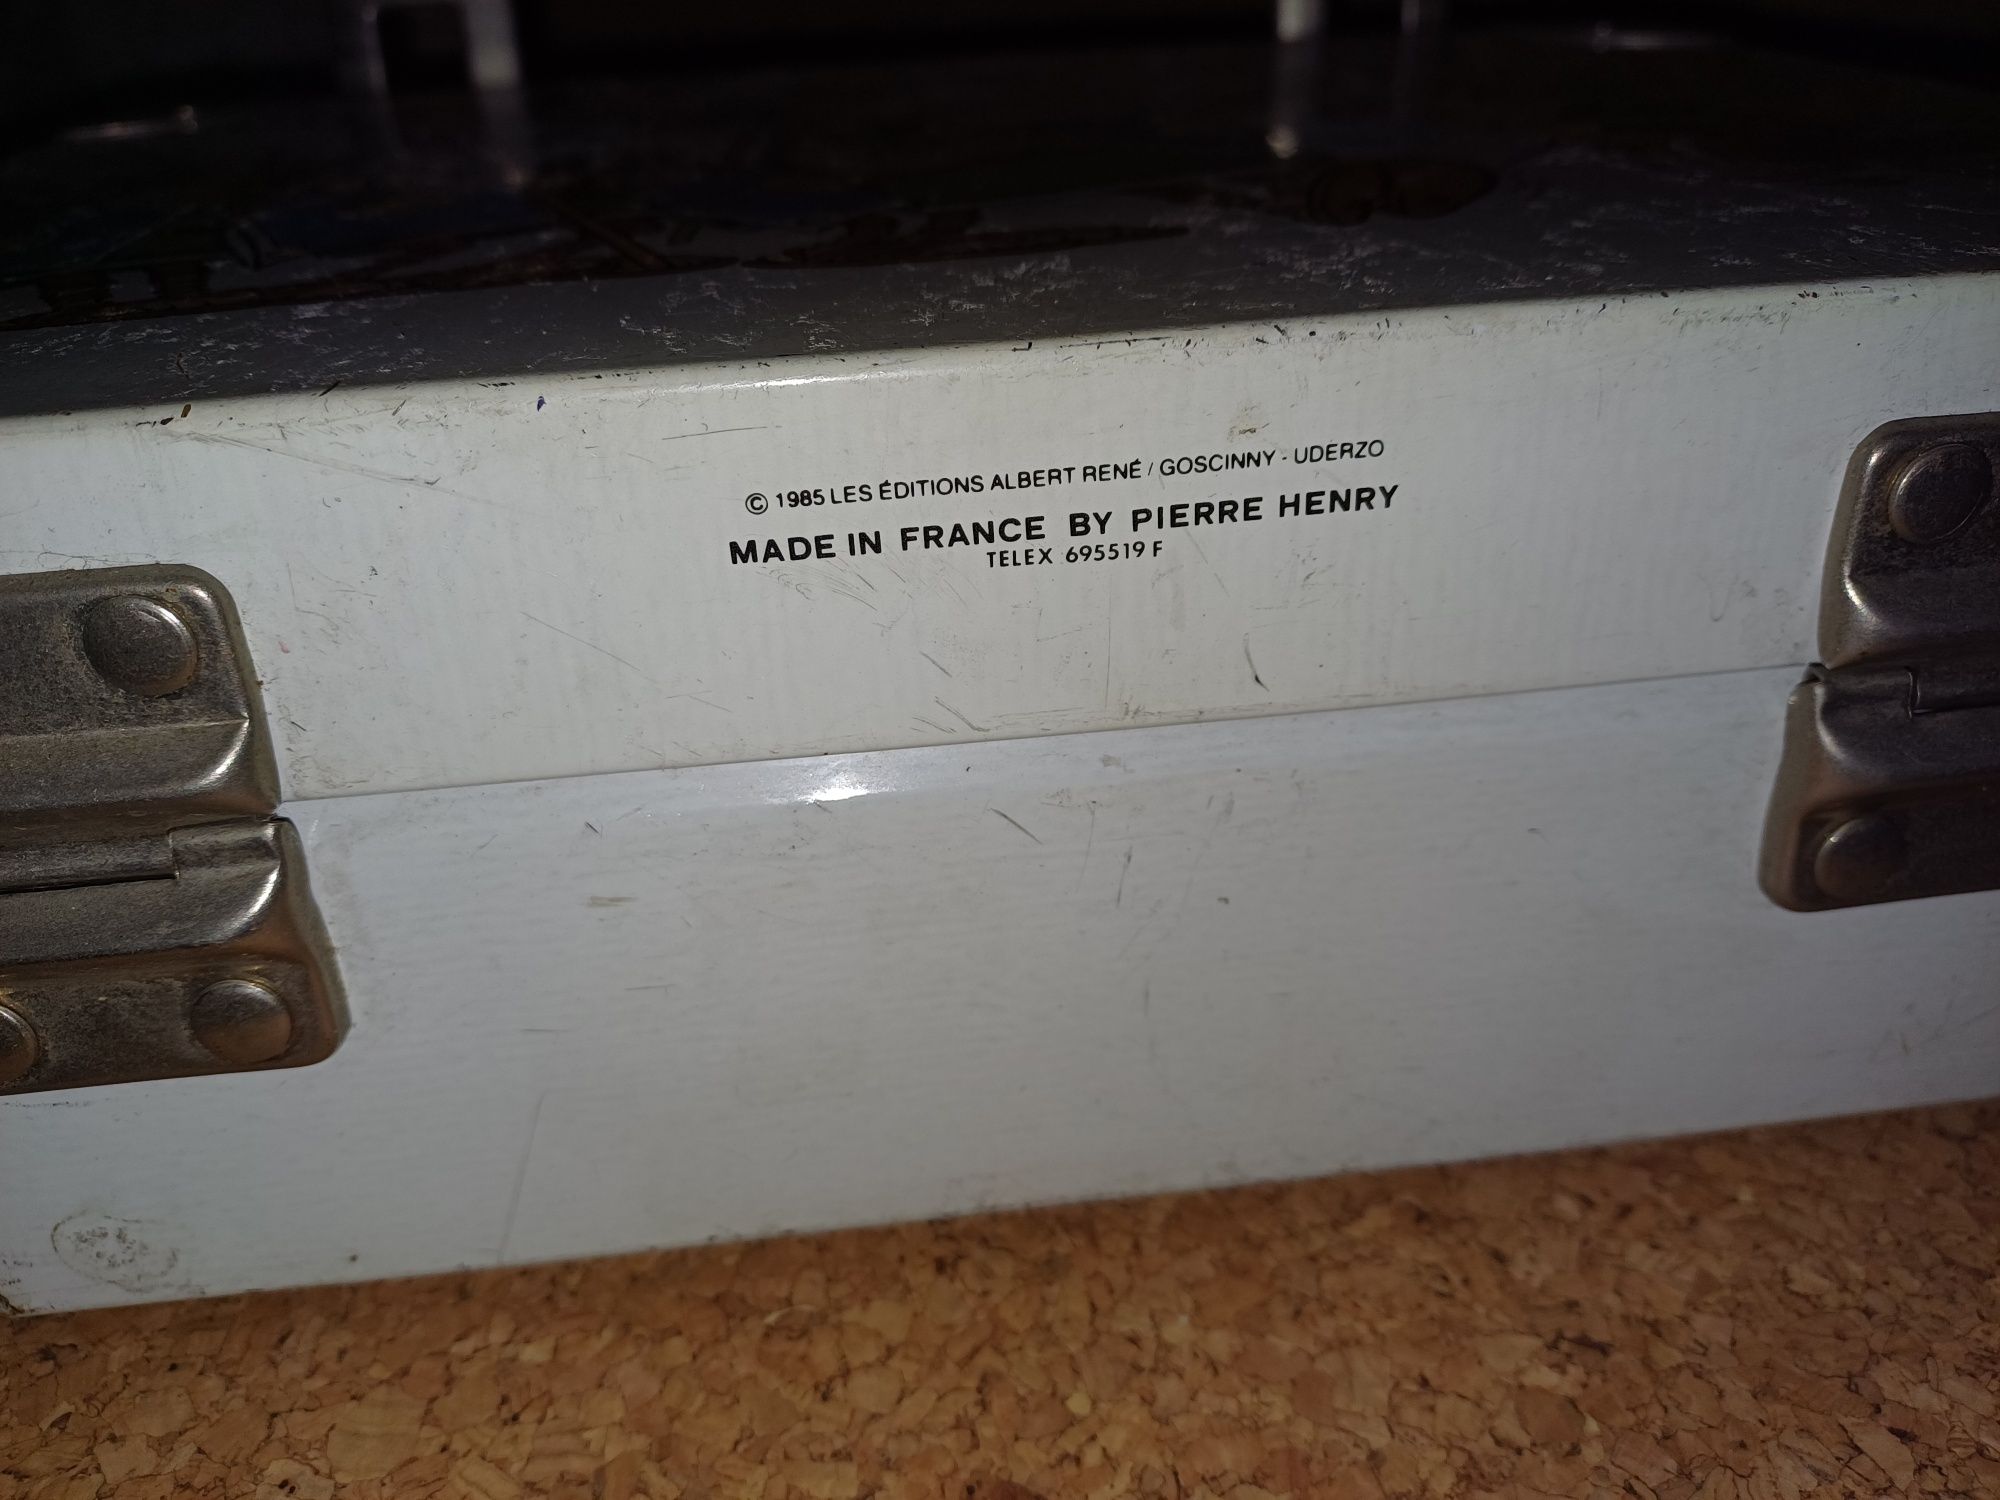 © 1985 LES ÉDITIONS ALBERT RENÉ / GOSCINNY - UDERZO
MADE IN FRANCE BY PIERRE HENRY
TELEX 695519 F